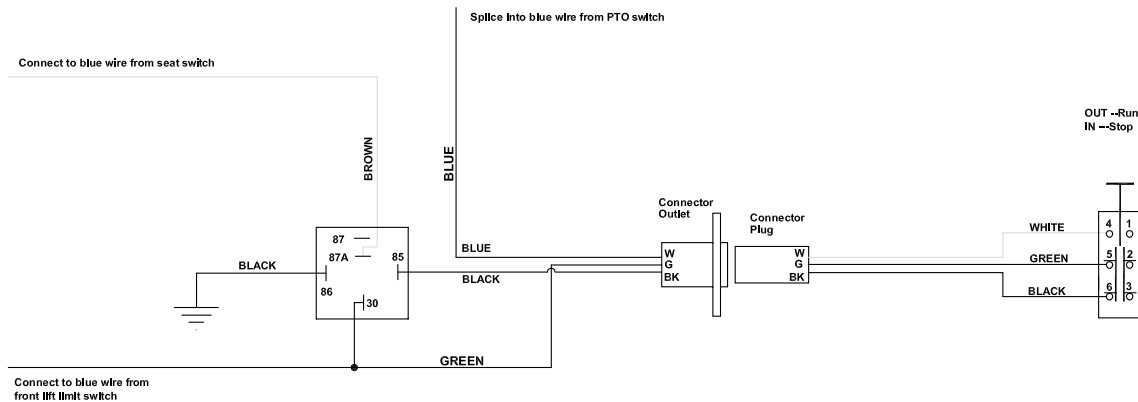 Splice into blue wire from PTO switch
Connect to blue wire from seat switch
OUT --Run
IN ---Stop
BROWN
BLUE
Connector
Outlet
Connector
Plug
4 1
WHITE
87
BLUE
W
W
87A
85
G
G
GREEN
5 2
BLACK
BK
BK
BLACK
86
BLACK
6 3
30
GREEN
Connect to blue wire from
front lift limit switch